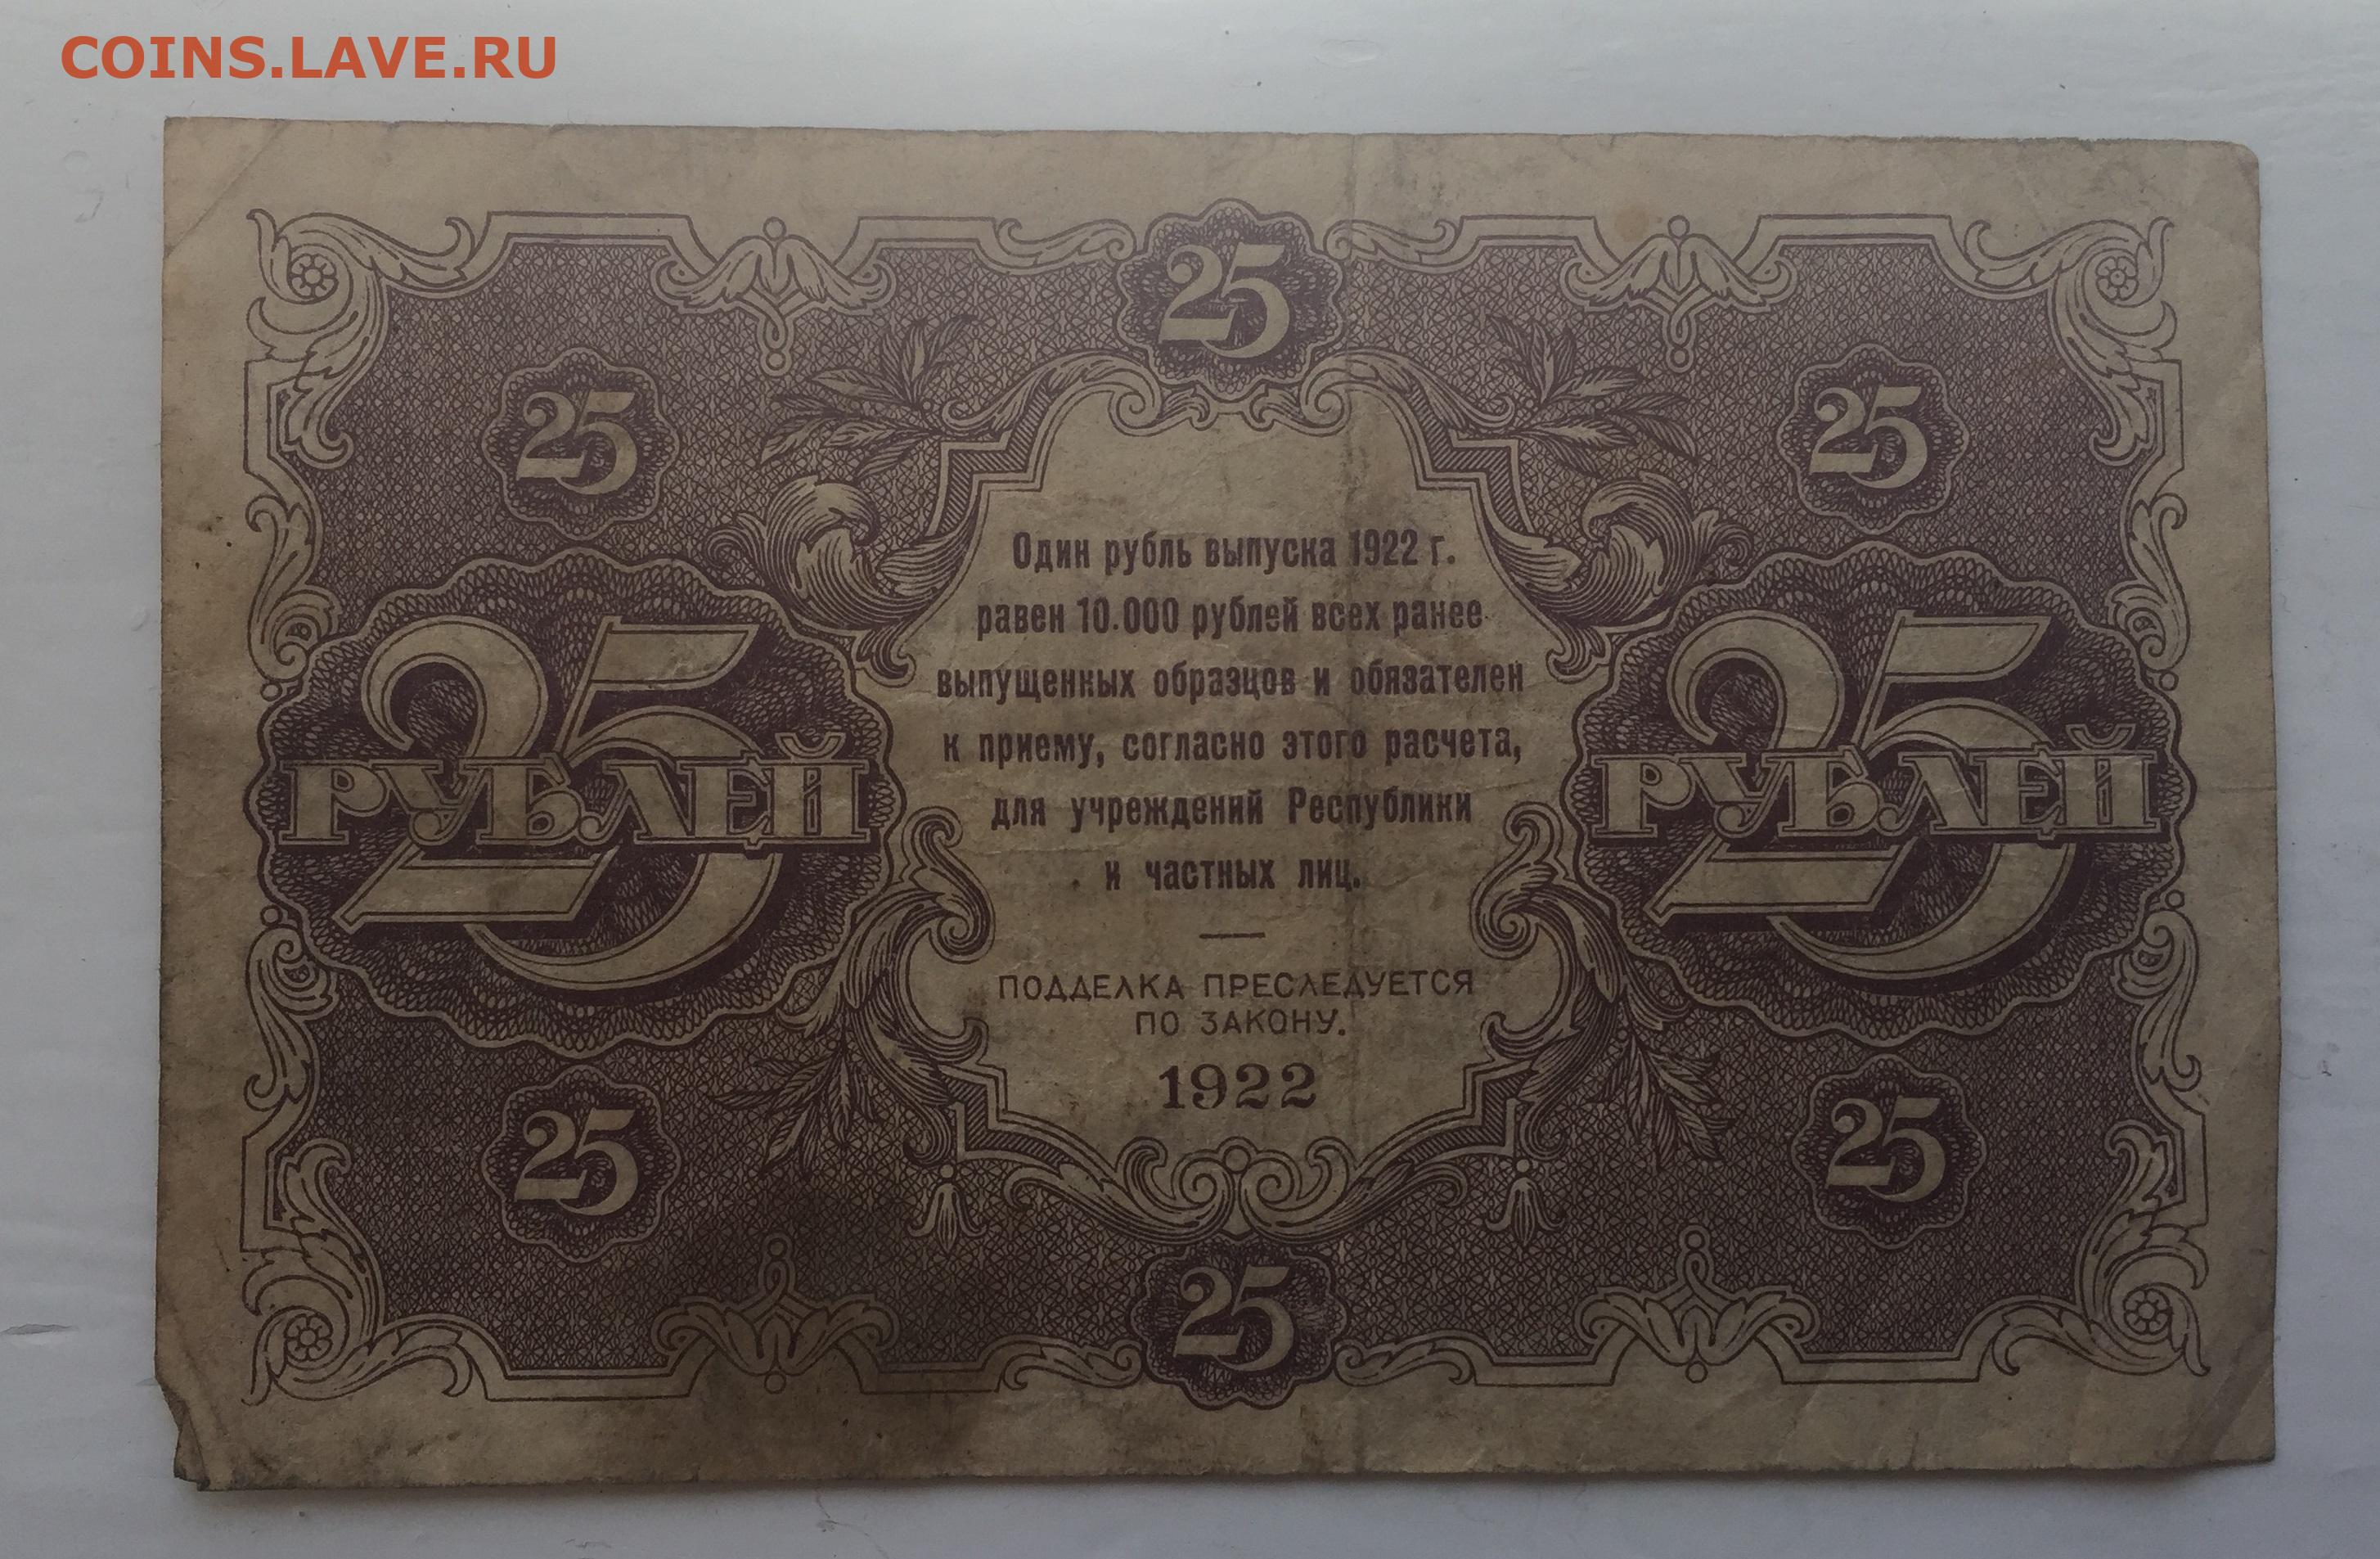 COINS.LAVE.RU
25
25
25
Один рубль выпуска 1922 г.
равен 10.000 рублей всех ранее
выпущенных образцов и обязателен
к приему, согласно этого расчета,
для учреждений Республики
и частных лиц.
25
РУБЛЕЙ
25
РУБЛЕЙ
ПОДДЕЛКА ПРЕСЛЕДУЕТСЯ
ПО ЗАКОНУ.
1922
25
25
25